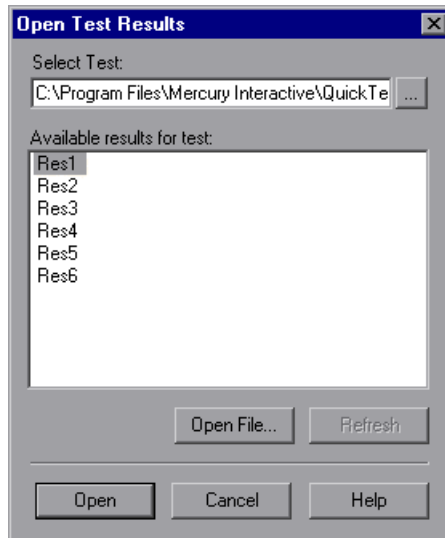 Open Test Results
Select Test:
C:\Program Files\Mercury Interactive\QuickTe
...
Available results for test:
Res1
Res2
Res3
Res4
Res5
Res6
Open File... Refresh
Open Cancel Help